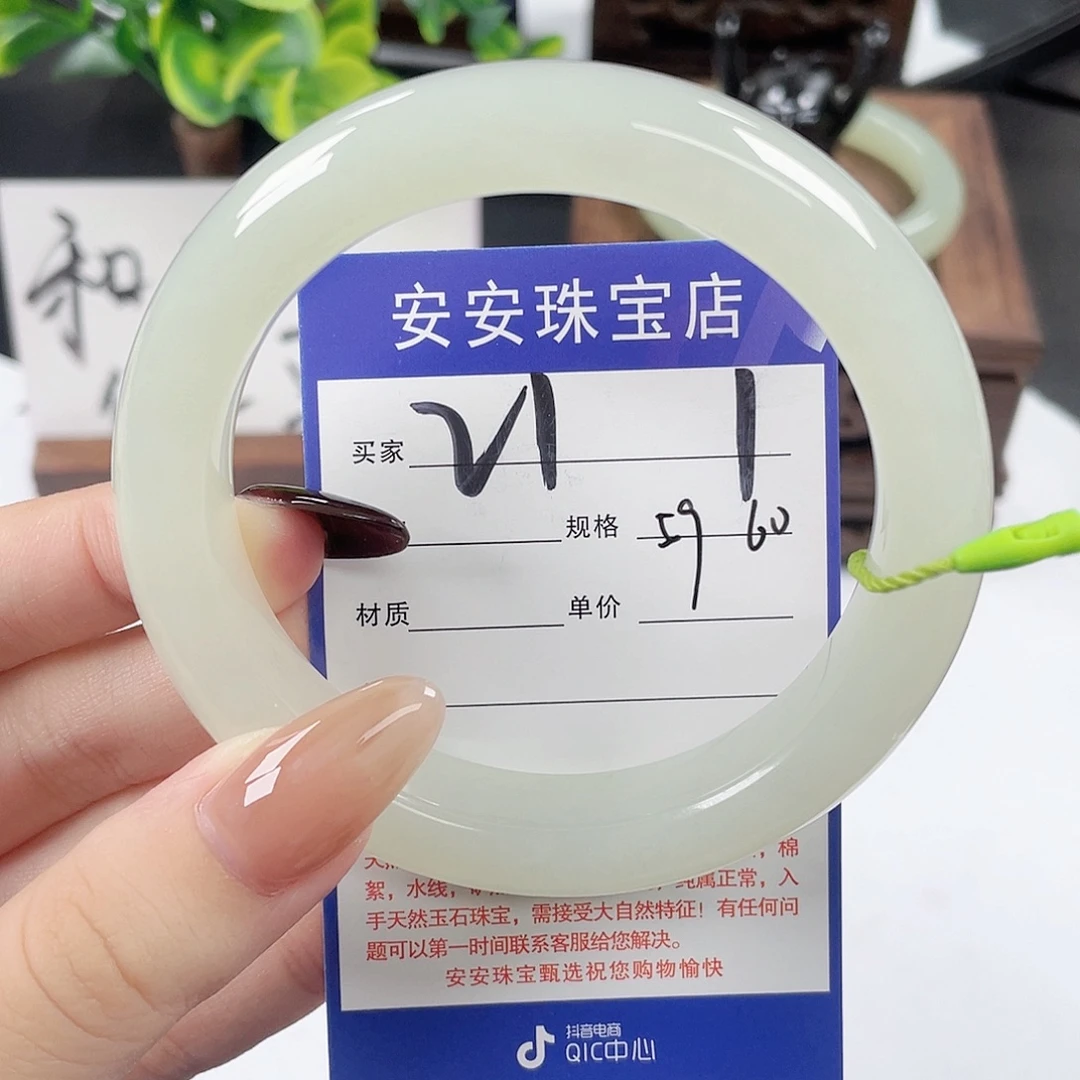 和
安安珠宝店
买家 21 1
规格 59 60
材质 单价
，棉
絮，水线，纯属正常，入
手天然玉石珠宝，需接受大自然特征！有任何问
题可以第一时间联系客服给您解决。
安安珠宝甄选祝您购物愉快
抖音电商
QIC中心